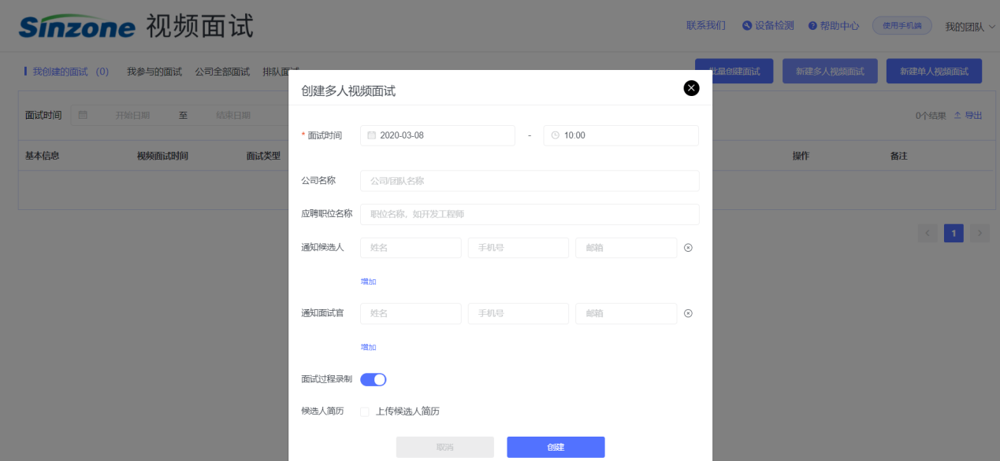 Sinzone 视频面试
联系我们 设备检测 帮助中心 使用手机端 我的团队
我创建的面试 (0) 我参与的面试 公司全部面试 排队面试 批量创建面试 新建多人视频面试 新建单人视频面试
创建多人视频面试
面试时间 开始日期 至 结束日期 0个结果 导出
* 面试时间 2020-03-08 - 10:00
基本信息 视频面试时间 面试类型 操作 备注
公司名称 公司/团队名称
应聘职位名称 职位名称，如开发工程师
1
通知候选人 姓名 手机号 邮箱
增加
通知面试官 姓名 手机号 邮箱
增加
面试过程录制
候选人简历 上传候选人简历
取消 创建